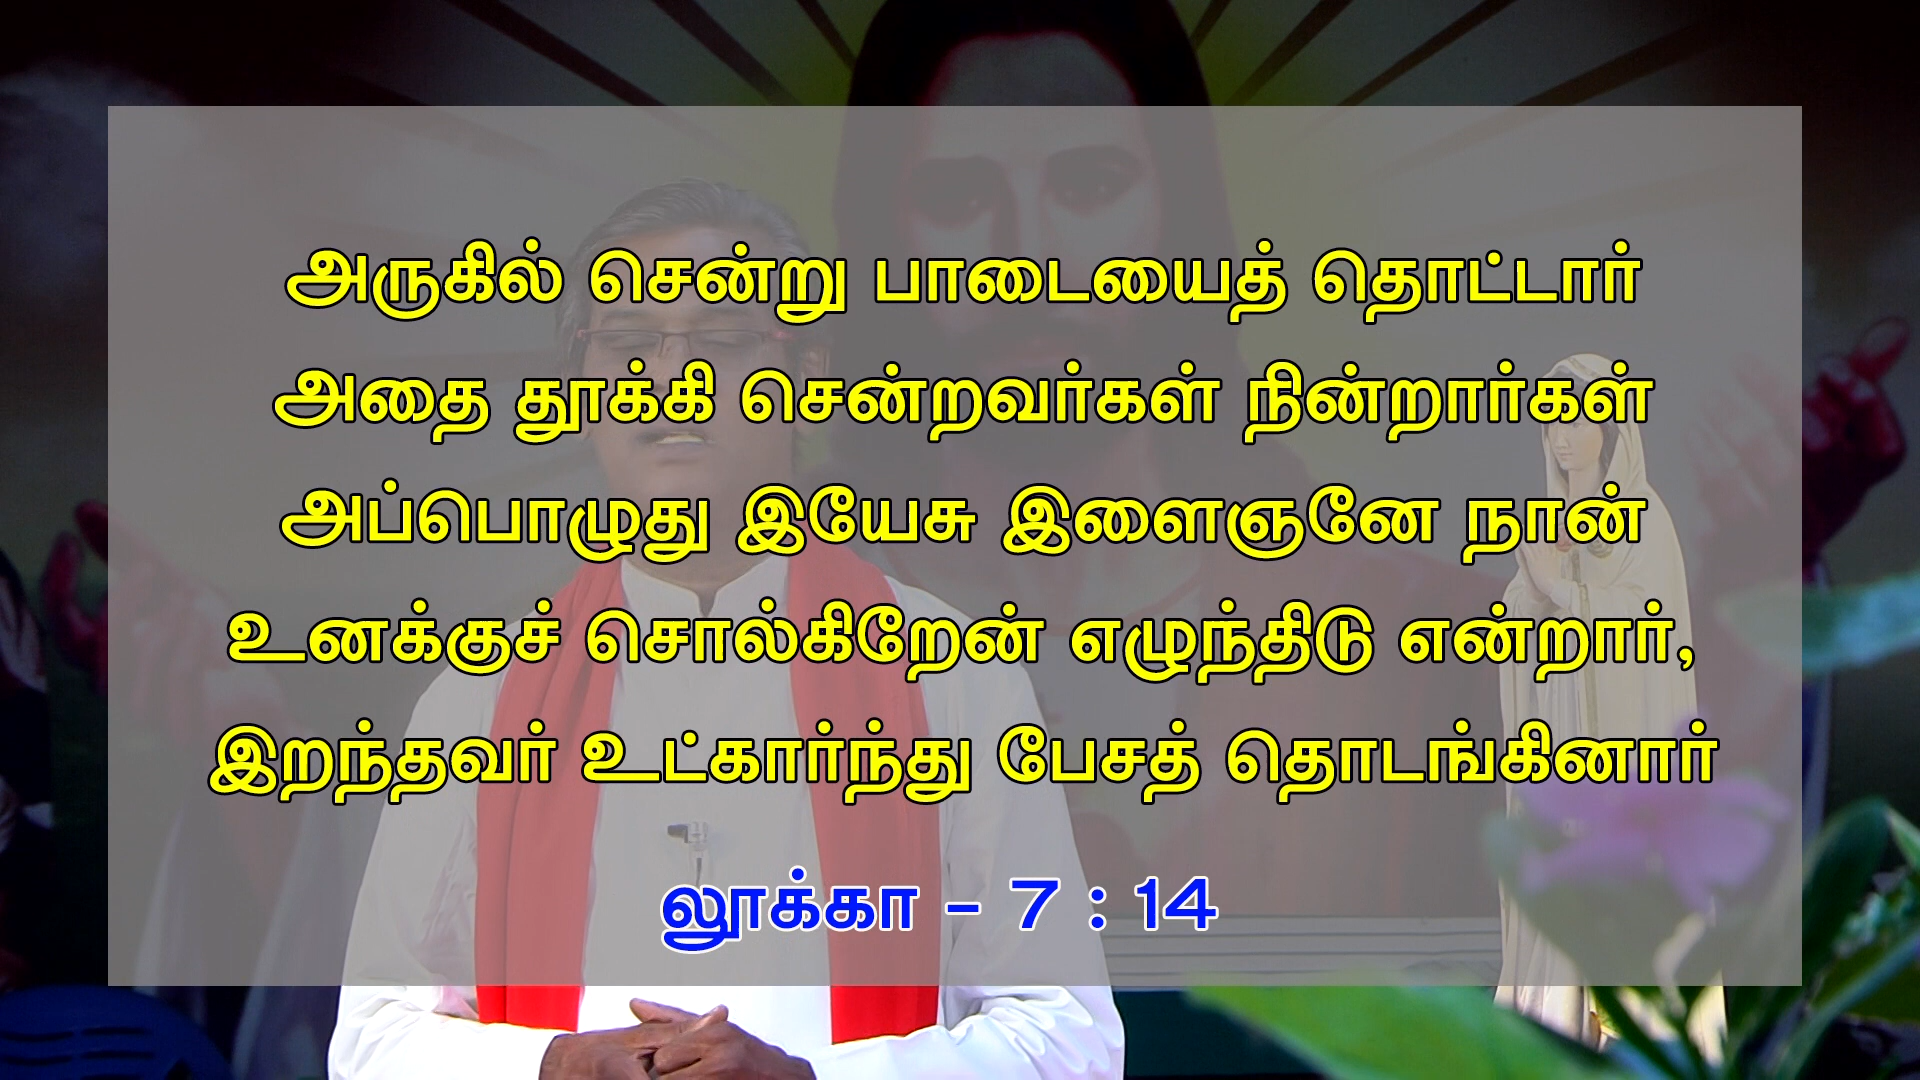 அருகில் சென்று பாடையைத் தொட்டார்
அதை தூக்கி சென்றவர்கள் நின்றார்கள்
அப்பொழுது இயேசு இளைஞனே நான்
உனக்குச் சொல்கிறேன் எழுந்திடு என்றார்,
இறந்தவர் உட்கார்ந்து பேசத் தொடங்கினார்
லூக்கா - 7 : 14